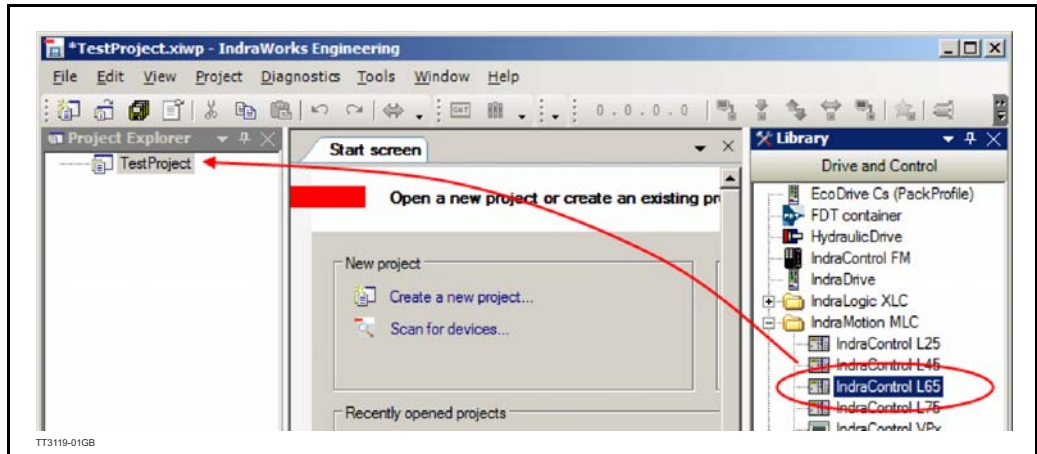 *TestProject.xiwp - IndraWorks Engineering
File Edit View Project Diagnostics Tools Window Help
0 . 0 . 0 . 0
Project Explorer
TestProject
Start screen
Open a new project or create an existing pr
New project
Create a new project...
Scan for devices...
Recently opened projects
Library
Drive and Control
EcoDrive Cs (PackProfile)
FDT container
HydraulicDrive
IndraControl FM
IndraDrive
IndraLogic XLC
IndraMotion MLC
IndraControl L25
IndraControl L45
IndraControl L65
IndraControl L75
IndraControl VPx
TT3119-01GB